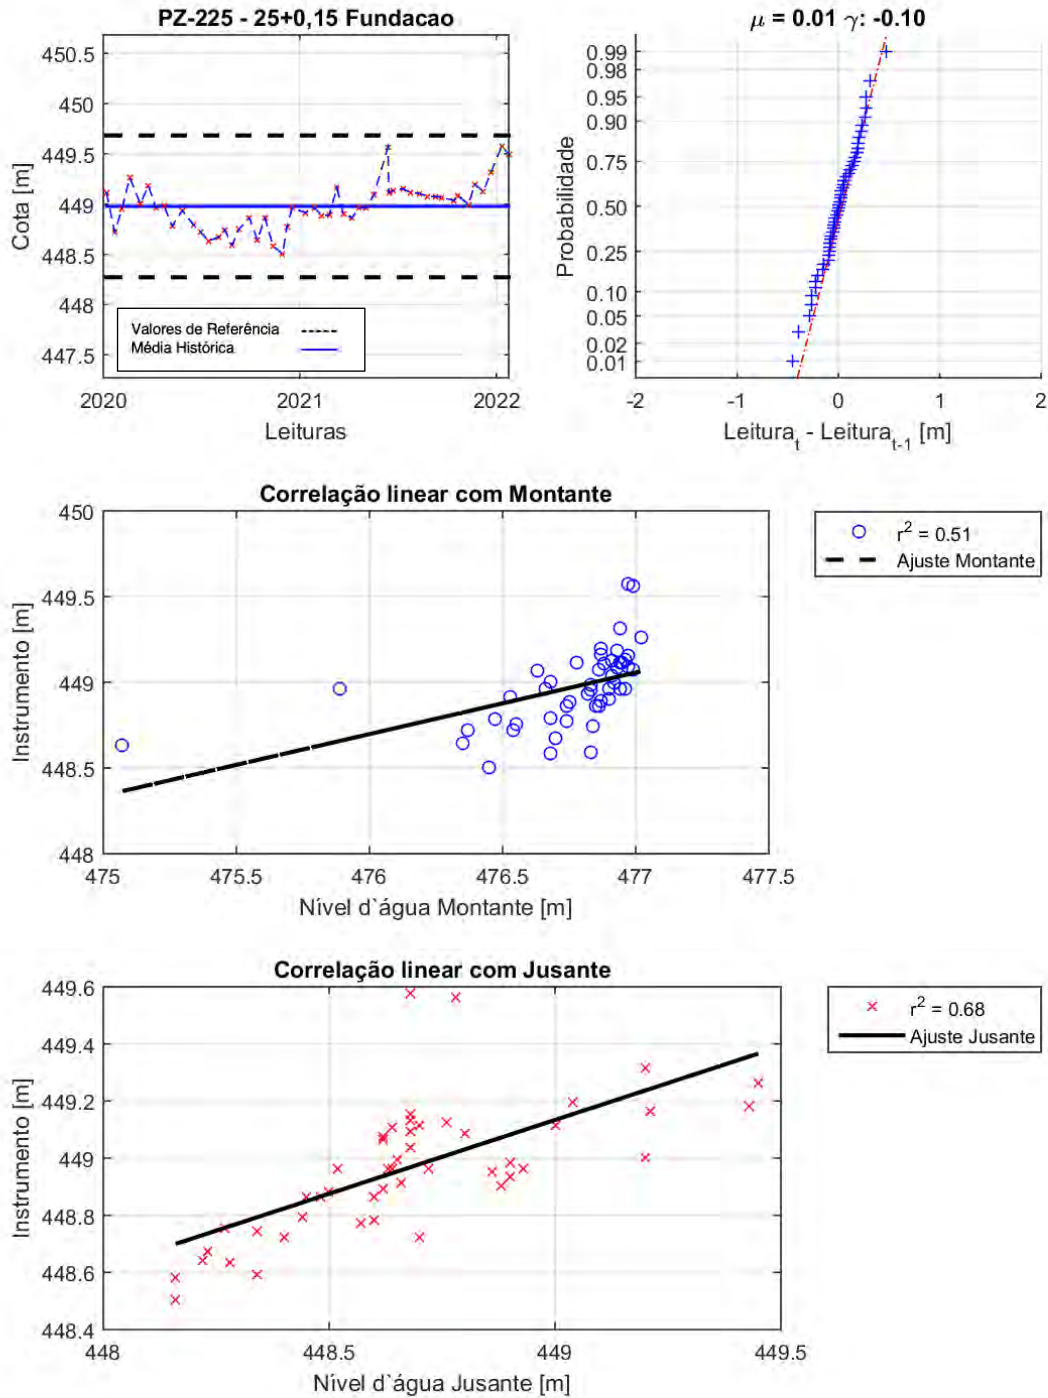 PZ-225 - 25+0,15 Fundacao
450.5
450
449.5
449
448.5
448
447.5
Cota [m]
Valores de Referência
Média Histórica
2020
2021
2022
Leituras
μ = 0.01 γ: -0.10
0.99
0.98
0.95
0.90
0.75
0.50
0.25
0.10
0.05
0.02
0.01
Probabilidade
-2
-1
0
1
2
Leitura_t - Leitura_t-1 [m]
Correlação linear com Montante
450
449.5
449
448.5
448
Instrumento [m]
475
475.5
476
476.5
477
477.5
Nível d`água Montante [m]
r² = 0.51
Ajuste Montante
Correlação linear com Jusante
449.6
449.4
449.2
449
448.8
448.6
448.4
Instrumento [m]
448
448.5
449
449.5
Nível d`água Jusante [m]
r² = 0.68
Ajuste Jusante